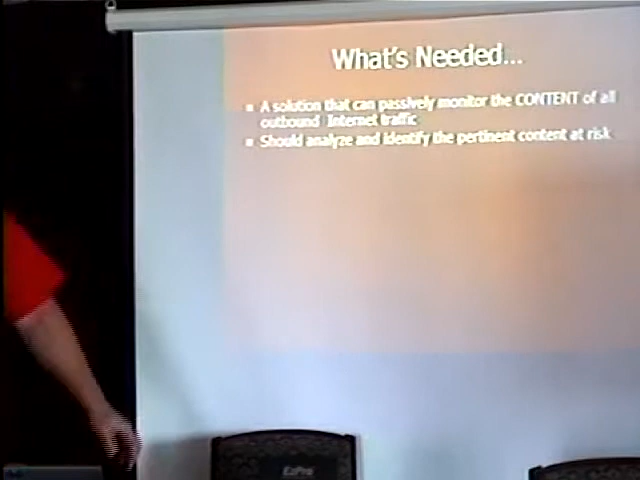 What's Needed...
A solution that can passively monitor the CONTENT of all
outbound Internet traffic
Should analyze and identify the pertinent content at risk